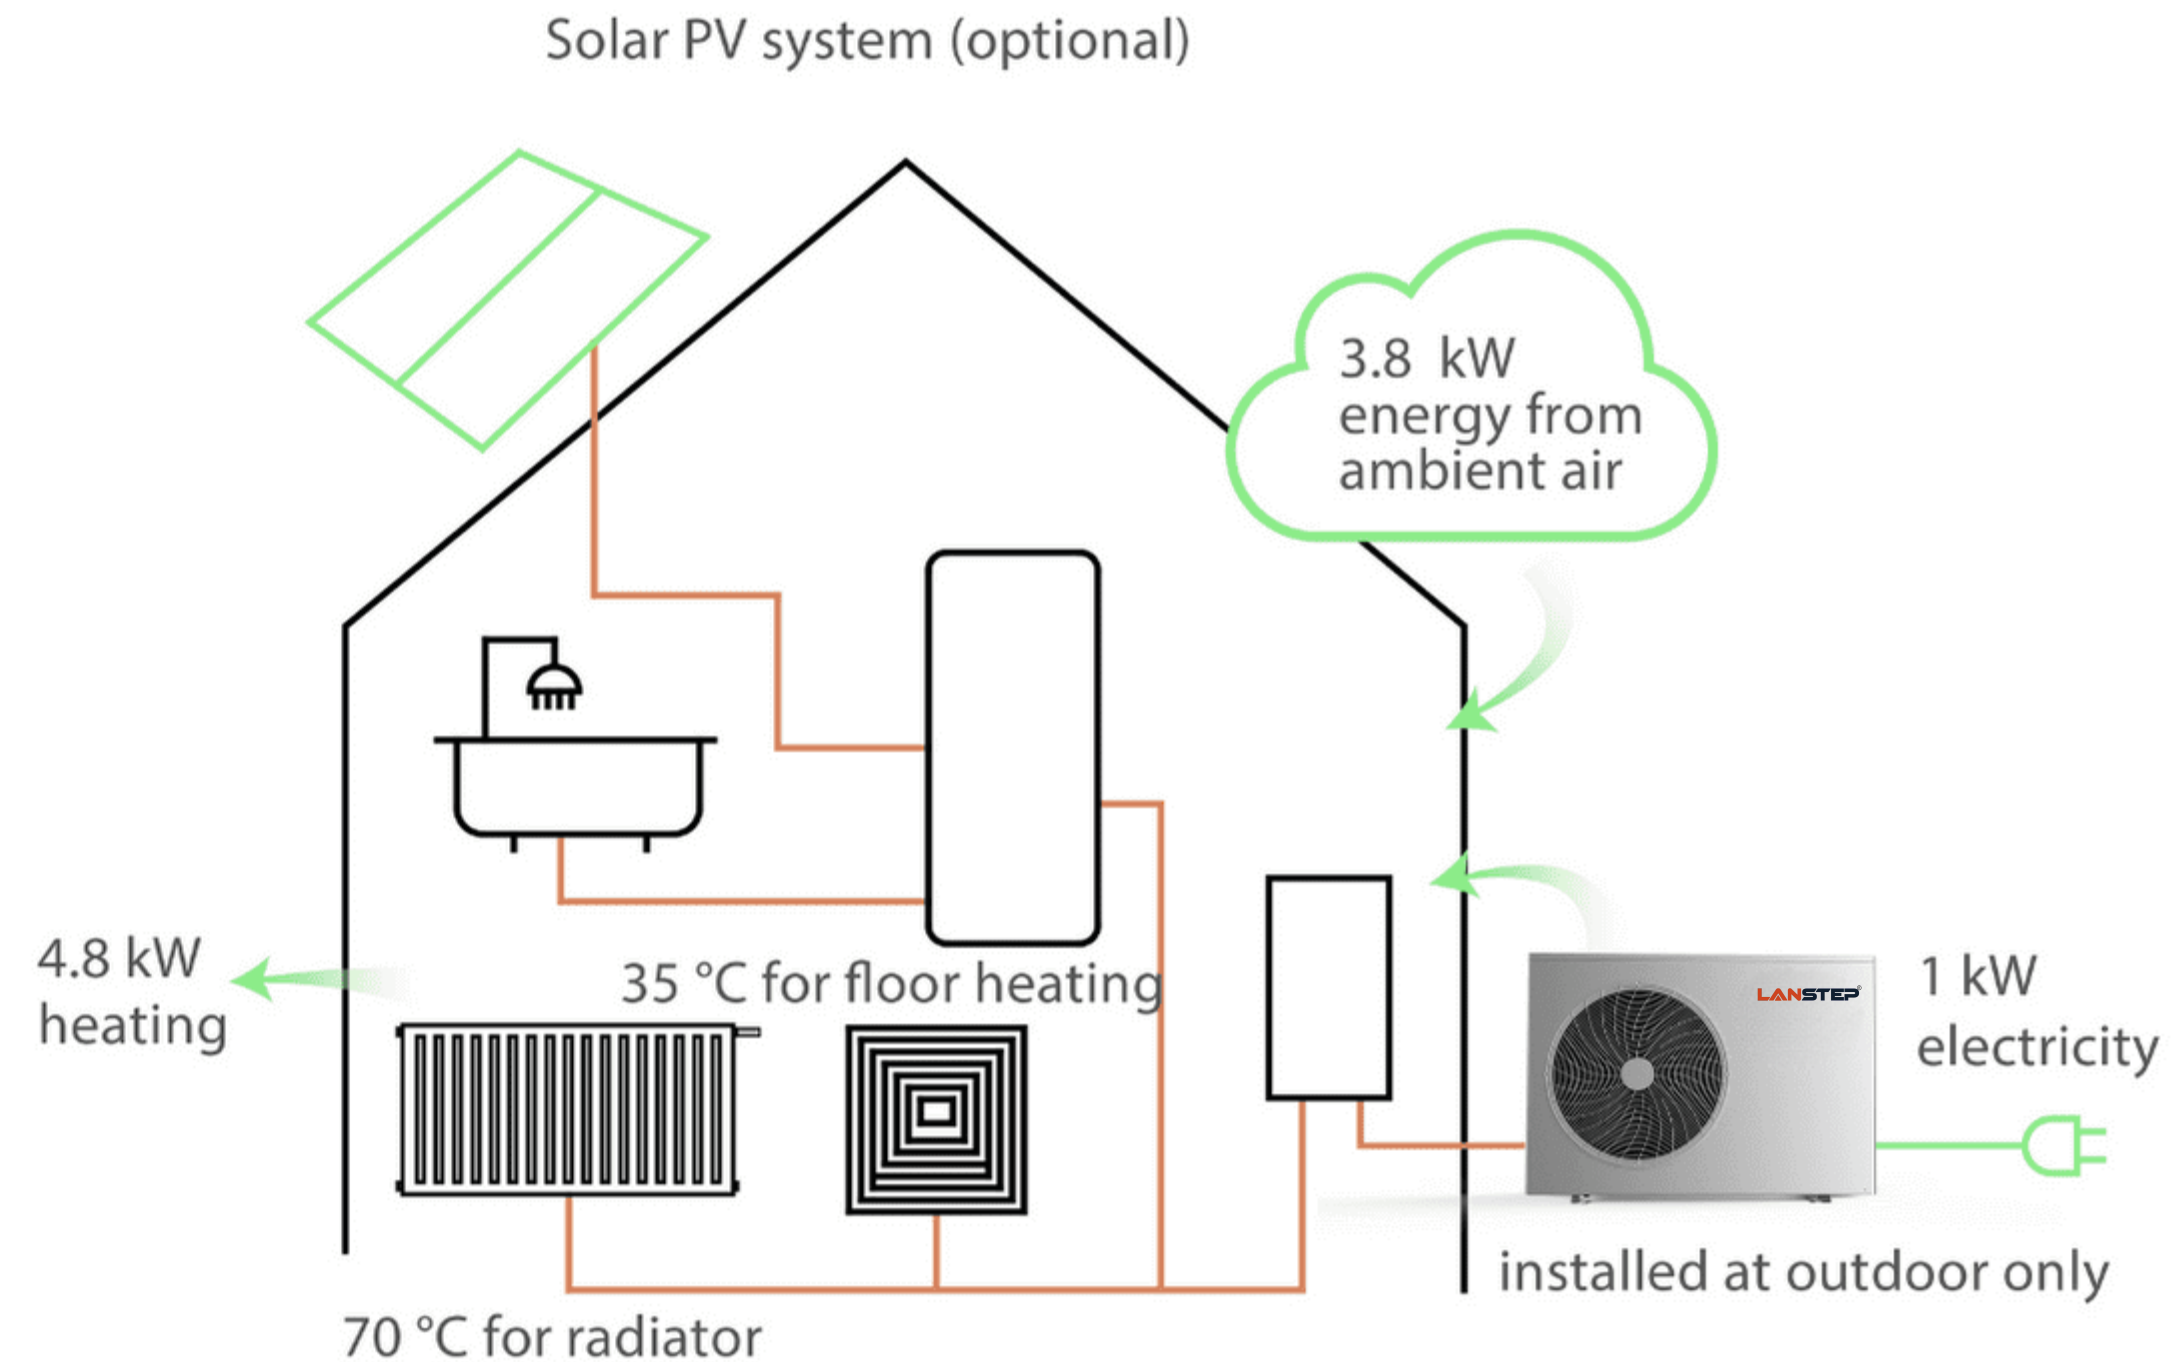 Solar PV system (optional)
3.8 kW
energy from
ambient air
4.8 kW
heating
35 °C for floor heating
LANSTEP®
1 kW
electricity
installed at outdoor only
70 °C for radiator